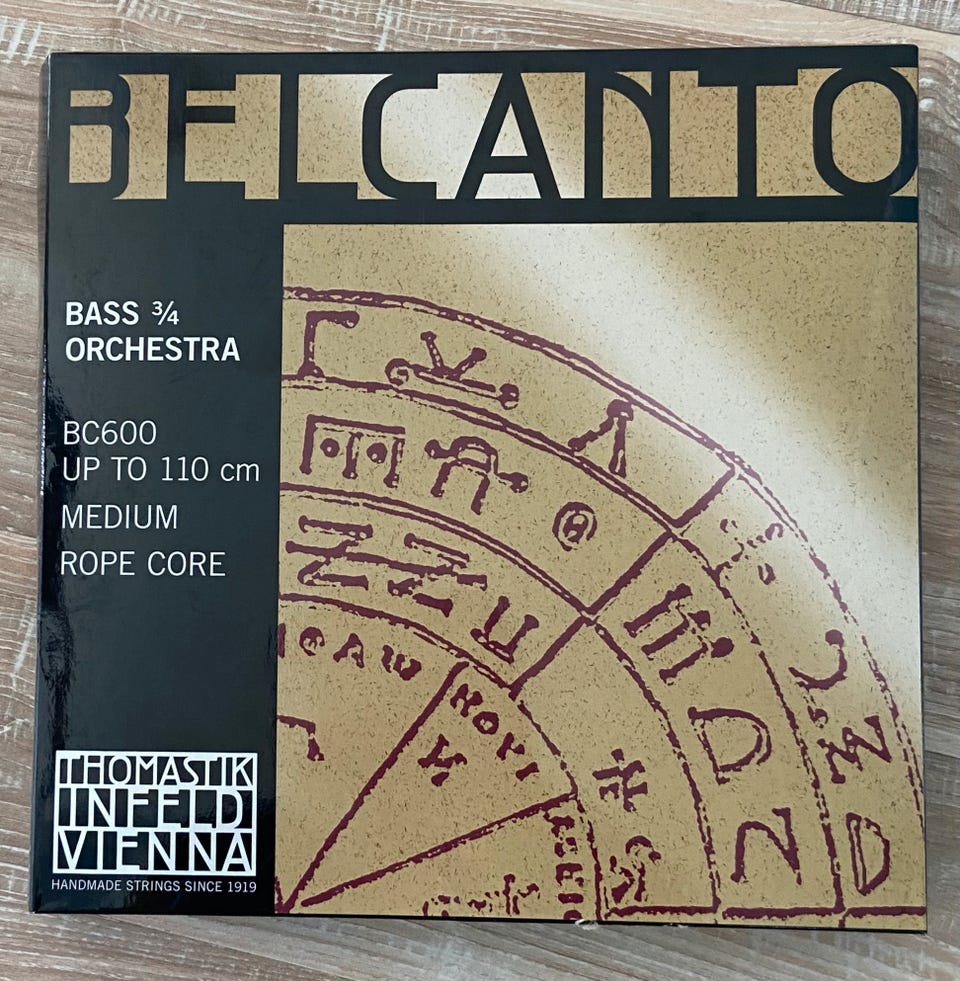 BELCANTO
BASS ¾
ORCHESTRA
BC600
UP TO 110 cm
MEDIUM
ROPE CORE
THOMASTIK
INFELD
VIENNA
HANDMADE STRINGS SINCE 1919